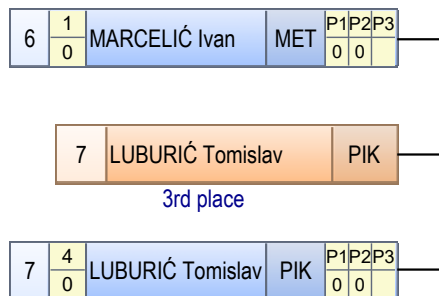 6 1 0 MARCELIĆ Ivan MET P1 P2 P3 0 0
7 LUBURIĆ Tomislav PIK
3rd place
7 4 0 LUBURIĆ Tomislav PIK P1 P2 P3 0 0